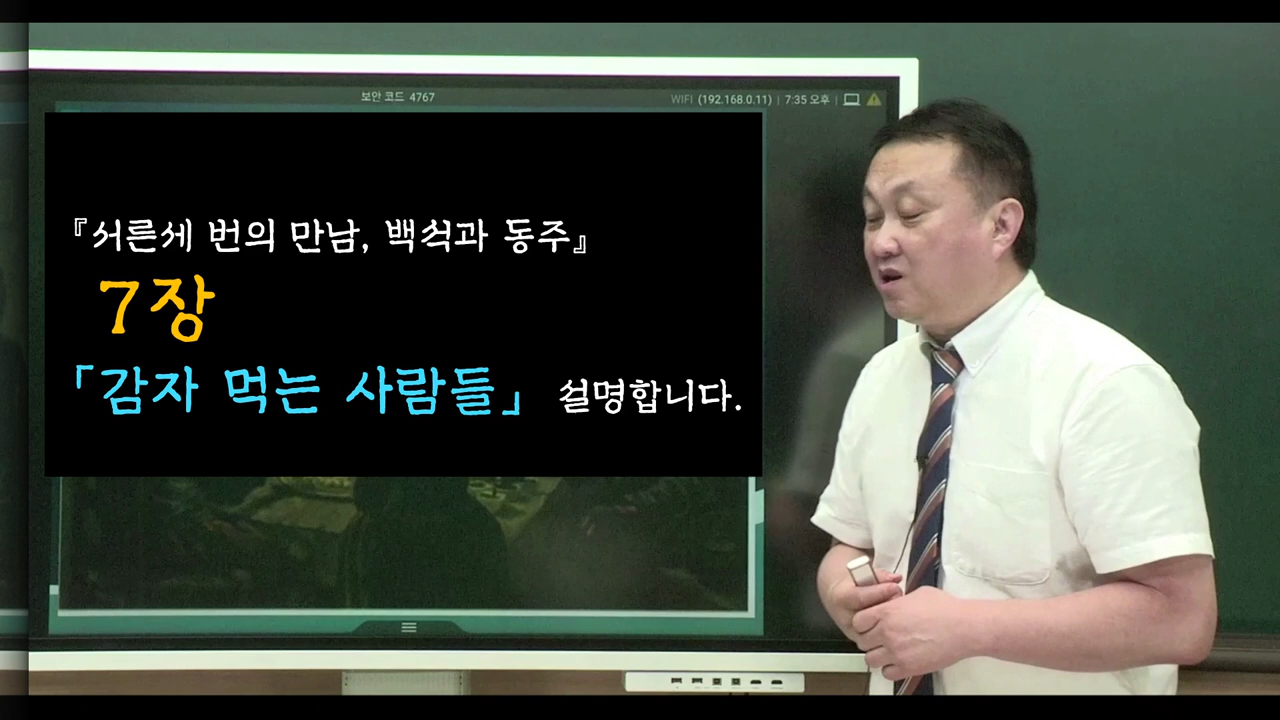 보안 코드 4767
WIFI (192.168.0.11) | 7:35 오후 |
『서른세 번의 만남, 백석과 동주』
7장
「감자 먹는 사람들」 설명합니다.